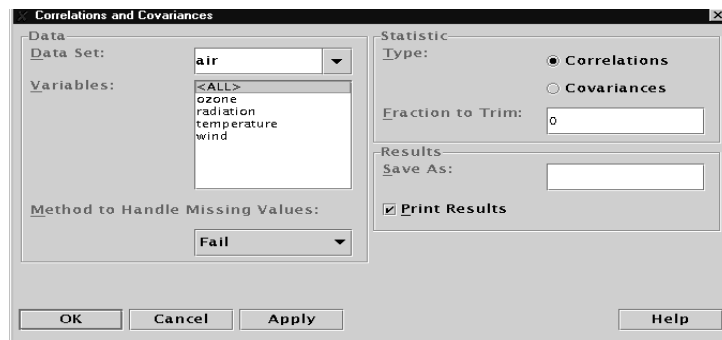 Correlations and Covariances
Data
Data Set:
air
Variables:
<ALL>
ozone
radiation
temperature
wind
Method to Handle Missing Values:
Fail
Statistic
Type:
Correlations
Covariances
Fraction to Trim:
0
Results
Save As:
Print Results
OK
Cancel
Apply
Help